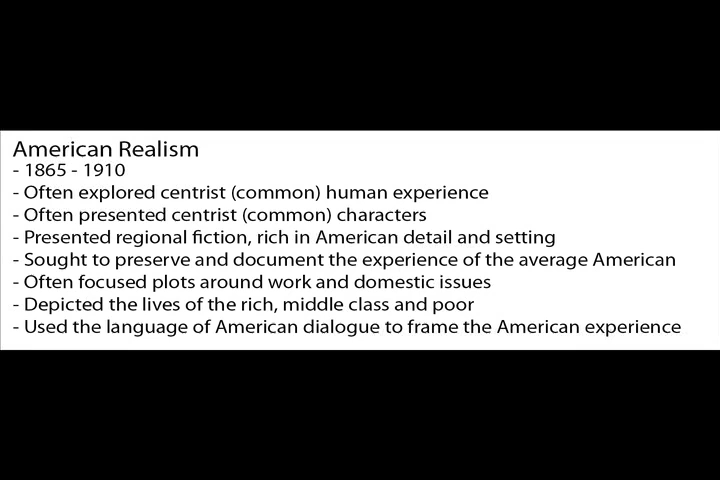 American Realism
- 1865 - 1910
- Often explored centrist (common) human experience
- Often presented centrist (common) characters
- Presented regional fiction, rich in American detail and setting
- Sought to preserve and document the experience of the average American
- Often focused plots around work and domestic issues
- Depicted the lives of the rich, middle class and poor
- Used the language of American dialogue to frame the American experience